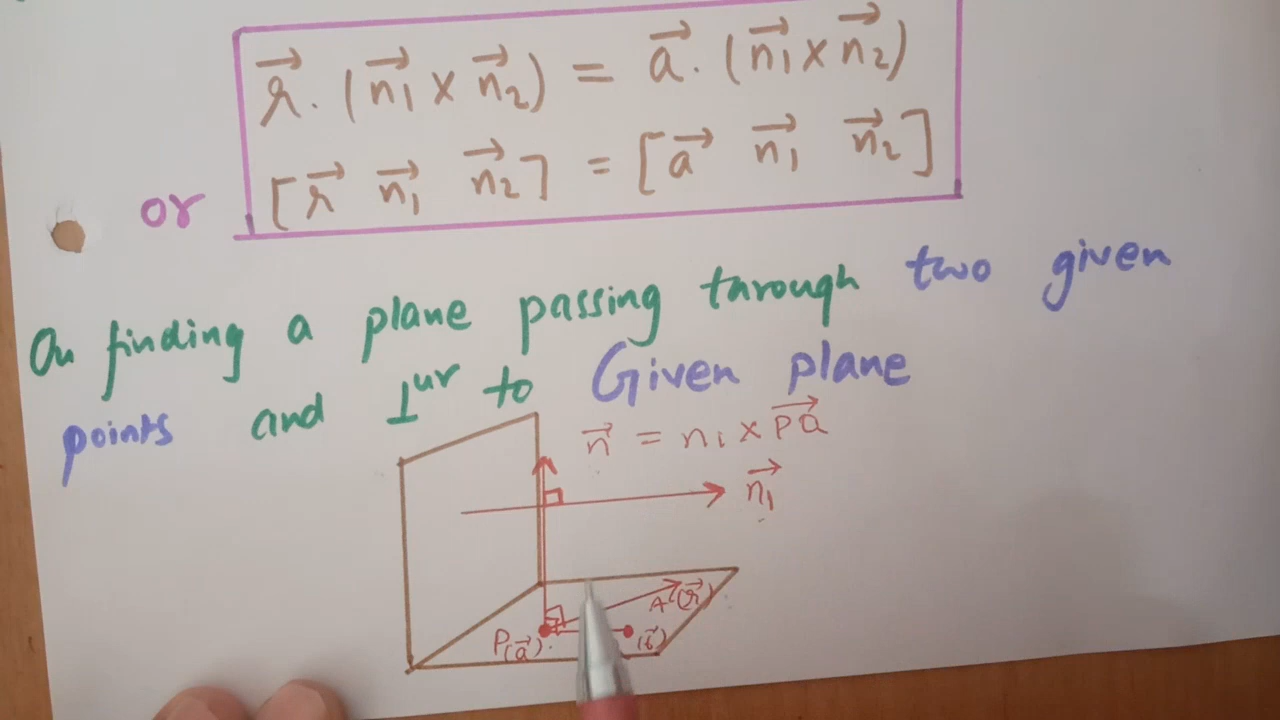 r⃗. (n⃗₁ × n⃗₂) = a⃗. (n⃗₁ × n⃗₂)
or [r⃗ n⃗₁ n⃗₂] = [a⃗ n⃗₁ n⃗₂]
On finding a plane passing through two given
points and ⊥ur to Given plane
n⃗ = n₁ × PQ⃗
n⃗₁
A(r⃗)
P(a⃗). (b⃗)